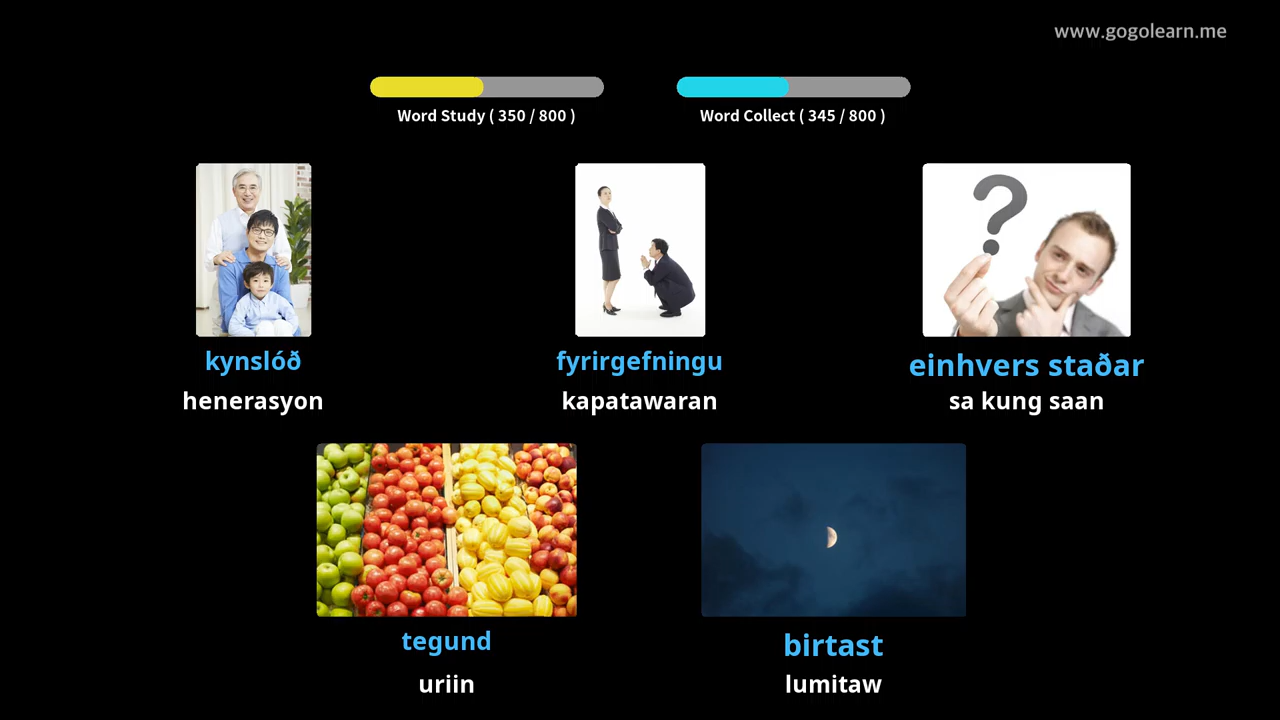 www.gogolearn.me
Word Study ( 350 / 800 )
Word Collect ( 345 / 800 )
kynslóð
henerasyon
fyrirgefningu
kapatawaran
einhvers staðar
sa kung saan
tegund
uriin
birtast
lumitaw